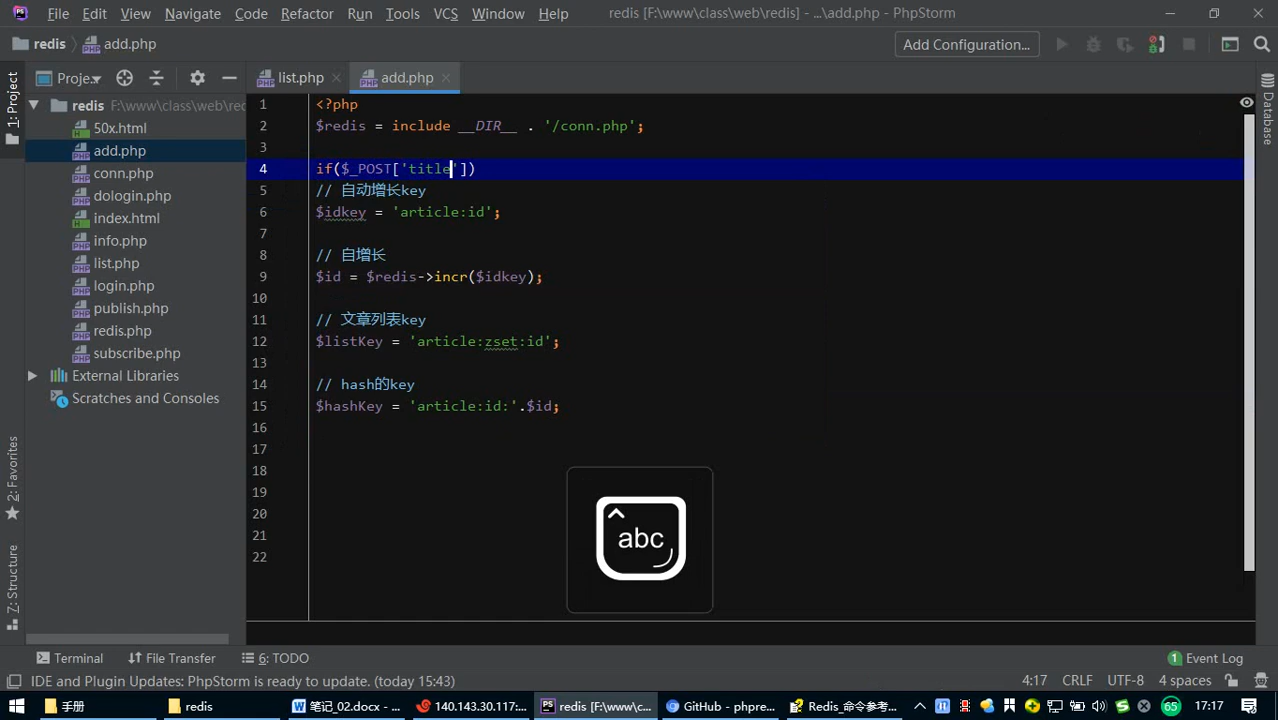 File Edit View Navigate Code Refactor Run Tools VCS Window Help redis [F:\www\class\web\redis] - ...\add.php - PhpStorm
redis add.php Add Configuration...
1: Project
Proje... list.php add.php
Database
redis F:\www\class\web\red
50x.html
add.php
conn.php
dologin.php
index.html
info.php
list.php
login.php
publish.php
redis.php
subscribe.php
External Libraries
Scratches and Consoles
1 <?php
2 $redis = include __DIR__ . '/conn.php';
3
4 if($_POST['title'])
5 // 自动增长key
6 $idkey = 'article:id';
7
8 // 自增长
9 $id = $redis->incr($idkey);
10
11 // 文章列表key
12 $listKey = 'article:zset:id';
13
14 // hash的key
15 $hashKey = 'article:id:'.$id;
16
17
18
19
20
21
22
abc
2: Favorites
7: Structure
Terminal File Transfer 6: TODO 1 Event Log
IDE and Plugin Updates: PhpStorm is ready to update. (today 15:43) 4:17 CRLF UTF-8 4 spaces
手册 redis 笔记_02.docx - ... 140.143.30.117:... redis [F:\www\c... GitHub - phpre... Redis_命令参考... 65 17:17